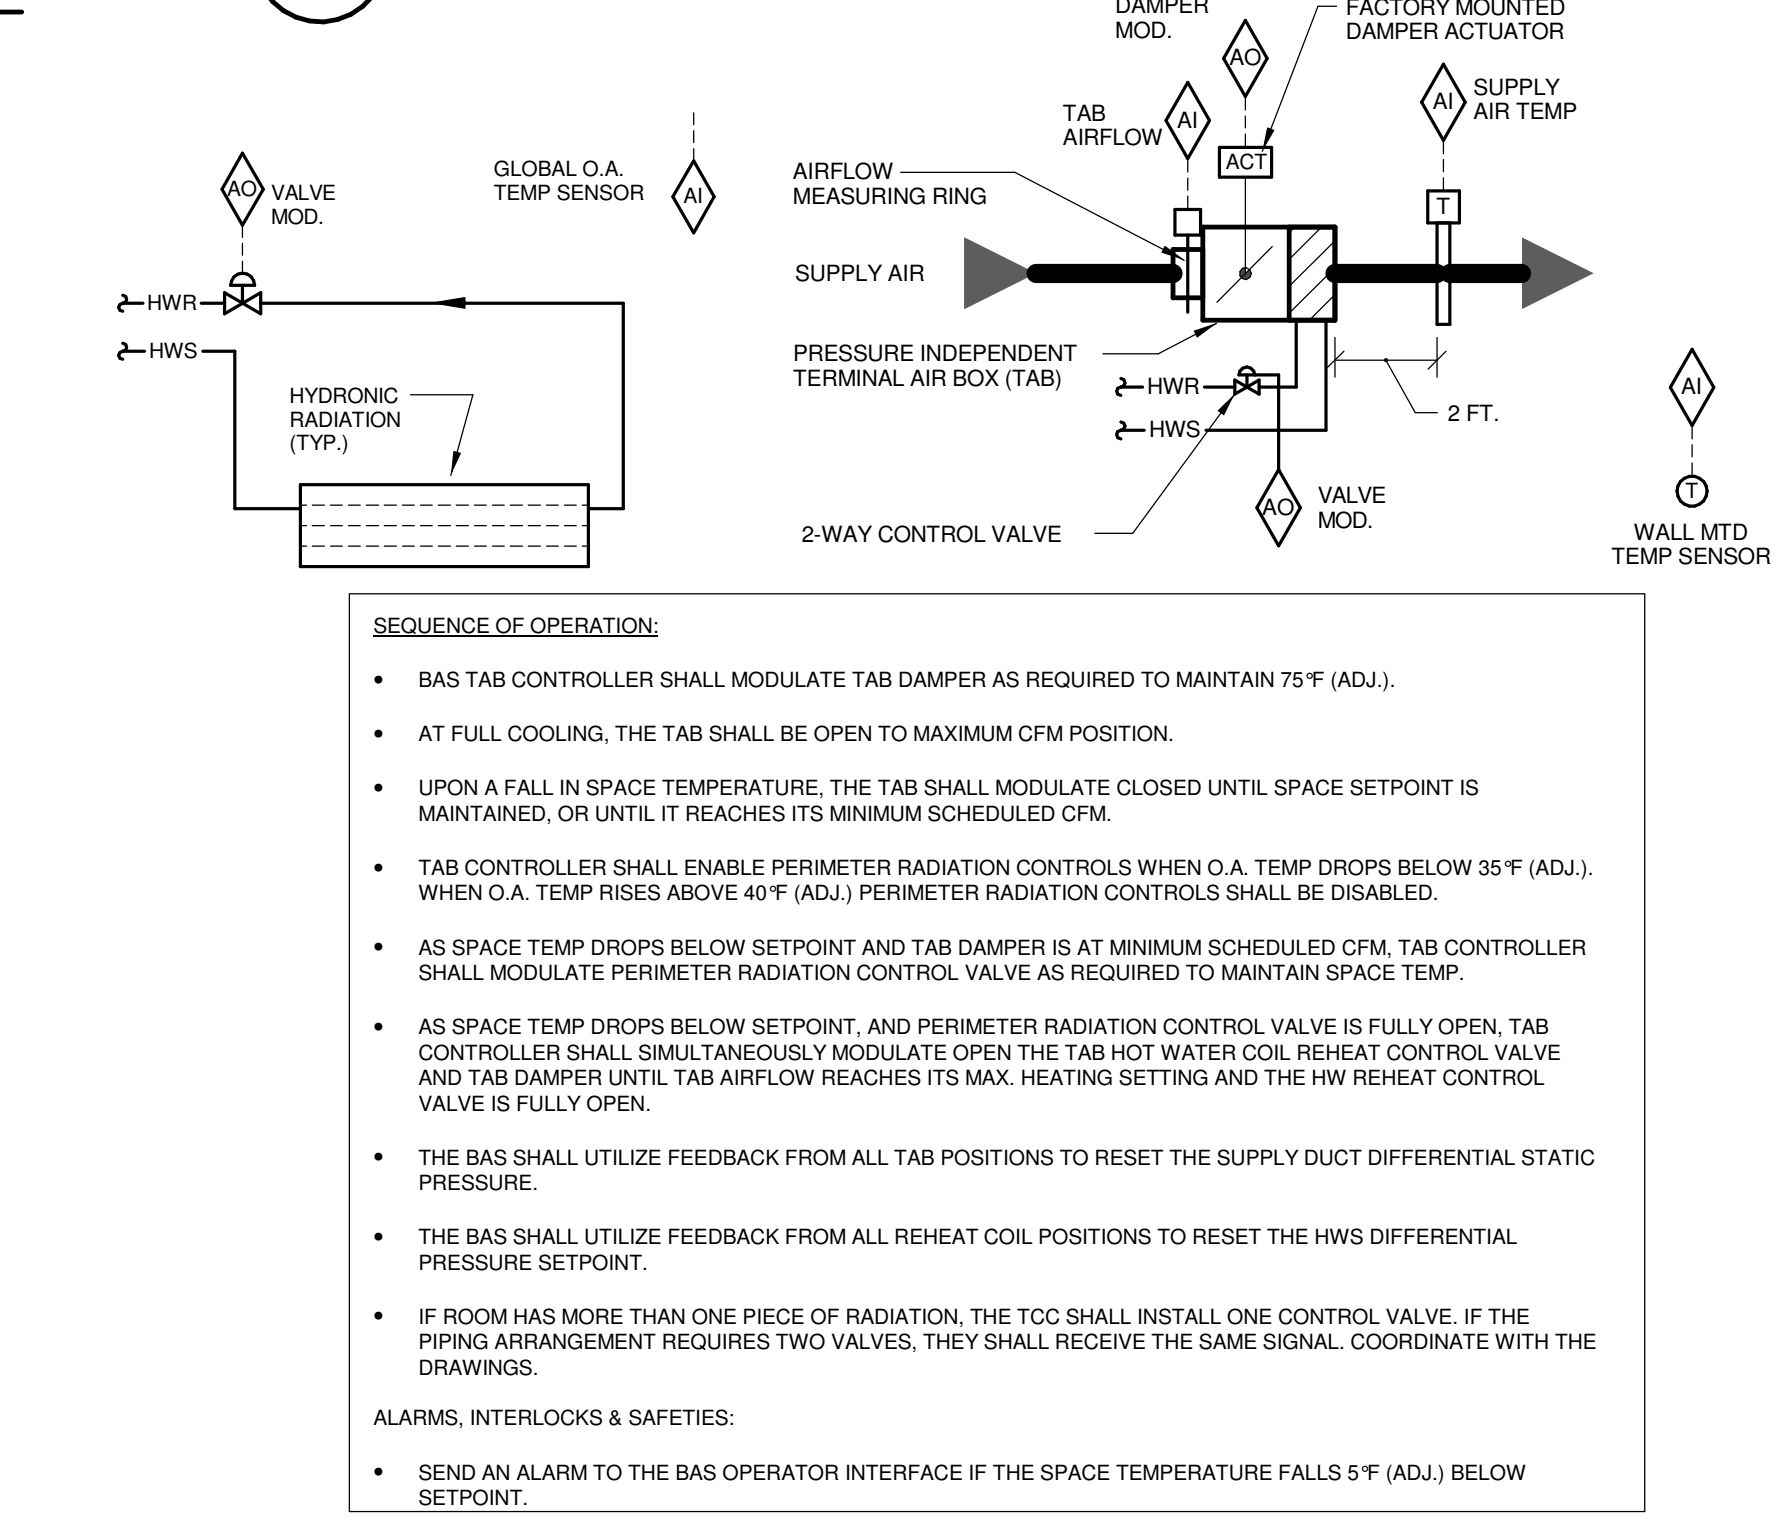 DAMPER
MOD.
FACTORY MOUNTED
DAMPER ACTUATOR
AO
AI
SUPPLY
AIR TEMP
TAB
AIRFLOW
AI
ACT
AO
VALVE
MOD.
GLOBAL O.A.
TEMP SENSOR
AI
AIRFLOW
MEASURING RING
T
SUPPLY AIR
HWR
HWS
PRESSURE INDEPENDENT
TERMINAL AIR BOX (TAB)
HWR
HWS
2 FT.
AI
HYDRONIC
RADIATION
(TYP.)
T
AO
VALVE
MOD.
2-WAY CONTROL VALVE
WALL MTD
TEMP SENSOR
SEQUENCE OF OPERATION:
• BAS TAB CONTROLLER SHALL MODULATE TAB DAMPER AS REQUIRED TO MAINTAIN 75°F (ADJ.).
• AT FULL COOLING, THE TAB SHALL BE OPEN TO MAXIMUM CFM POSITION.
• UPON A FALL IN SPACE TEMPERATURE, THE TAB SHALL MODULATE CLOSED UNTIL SPACE SETPOINT IS
MAINTAINED, OR UNTIL IT REACHES ITS MINIMUM SCHEDULED CFM.
• TAB CONTROLLER SHALL ENABLE PERIMETER RADIATION CONTROLS WHEN O.A. TEMP DROPS BELOW 35°F (ADJ.).
WHEN O.A. TEMP RISES ABOVE 40°F (ADJ.) PERIMETER RADIATION CONTROLS SHALL BE DISABLED.
• AS SPACE TEMP DROPS BELOW SETPOINT AND TAB DAMPER IS AT MINIMUM SCHEDULED CFM, TAB CONTROLLER
SHALL MODULATE PERIMETER RADIATION CONTROL VALVE AS REQUIRED TO MAINTAIN SPACE TEMP.
• AS SPACE TEMP DROPS BELOW SETPOINT, AND PERIMETER RADIATION CONTROL VALVE IS FULLY OPEN, TAB
CONTROLLER SHALL SIMULTANEOUSLY MODULATE OPEN THE TAB HOT WATER COIL REHEAT CONTROL VALVE
AND TAB DAMPER UNTIL TAB AIRFLOW REACHES ITS MAX. HEATING SETTING AND THE HW REHEAT CONTROL
VALVE IS FULLY OPEN.
• THE BAS SHALL UTILIZE FEEDBACK FROM ALL TAB POSITIONS TO RESET THE SUPPLY DUCT DIFFERENTIAL STATIC
PRESSURE.
• THE BAS SHALL UTILIZE FEEDBACK FROM ALL REHEAT COIL POSITIONS TO RESET THE HWS DIFFERENTIAL
PRESSURE SETPOINT.
• IF ROOM HAS MORE THAN ONE PIECE OF RADIATION, THE TCC SHALL INSTALL ONE CONTROL VALVE. IF THE
PIPING ARRANGEMENT REQUIRES TWO VALVES, THEY SHALL RECEIVE THE SAME SIGNAL. COORDINATE WITH THE
DRAWINGS.
ALARMS, INTERLOCKS & SAFETIES:
• SEND AN ALARM TO THE BAS OPERATOR INTERFACE IF THE SPACE TEMPERATURE FALLS 5°F (ADJ.) BELOW
SETPOINT.